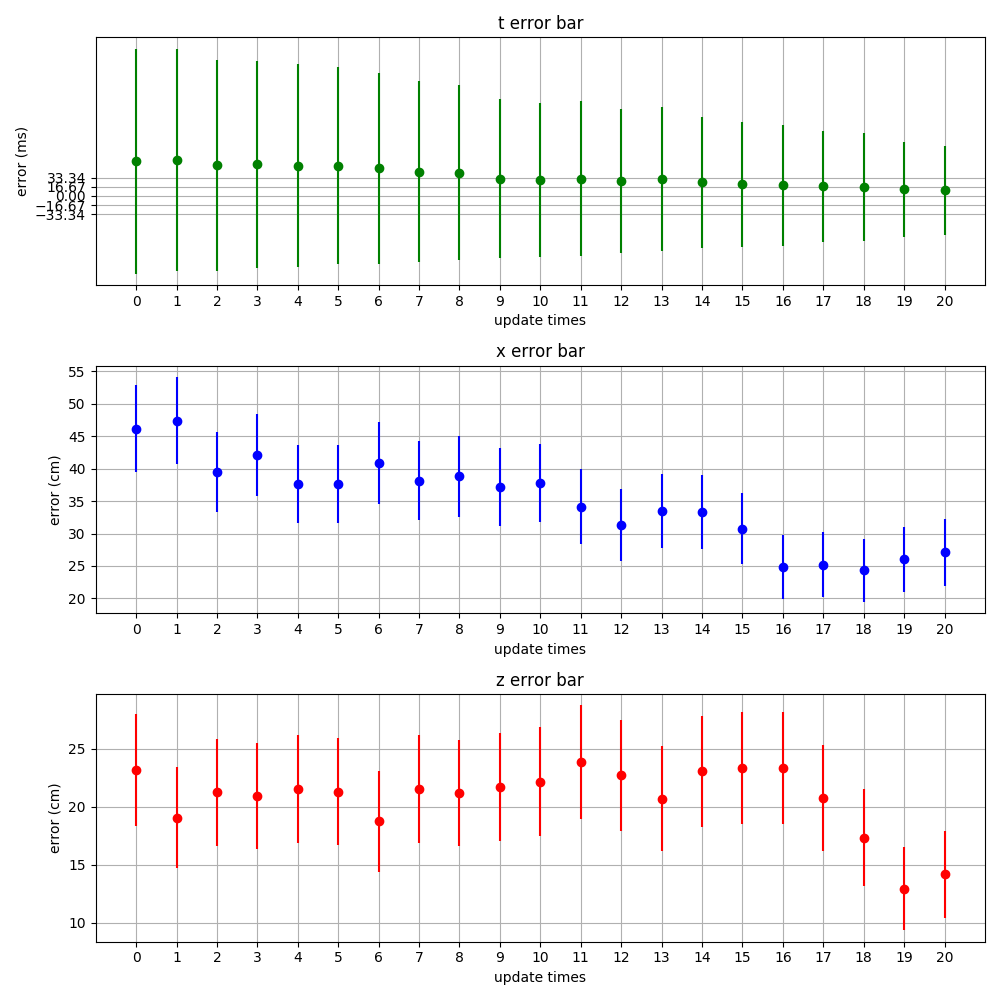 t error bar
error (ms)
33.34
16.67
0.00
−16.67
−33.34
0 1 2 3 4 5 6 7 8 9 10 11 12 13 14 15 16 17 18 19 20
update times
x error bar
error (cm)
55
50
45
40
35
30
25
20
0 1 2 3 4 5 6 7 8 9 10 11 12 13 14 15 16 17 18 19 20
update times
z error bar
error (cm)
25
20
15
10
0 1 2 3 4 5 6 7 8 9 10 11 12 13 14 15 16 17 18 19 20
update times